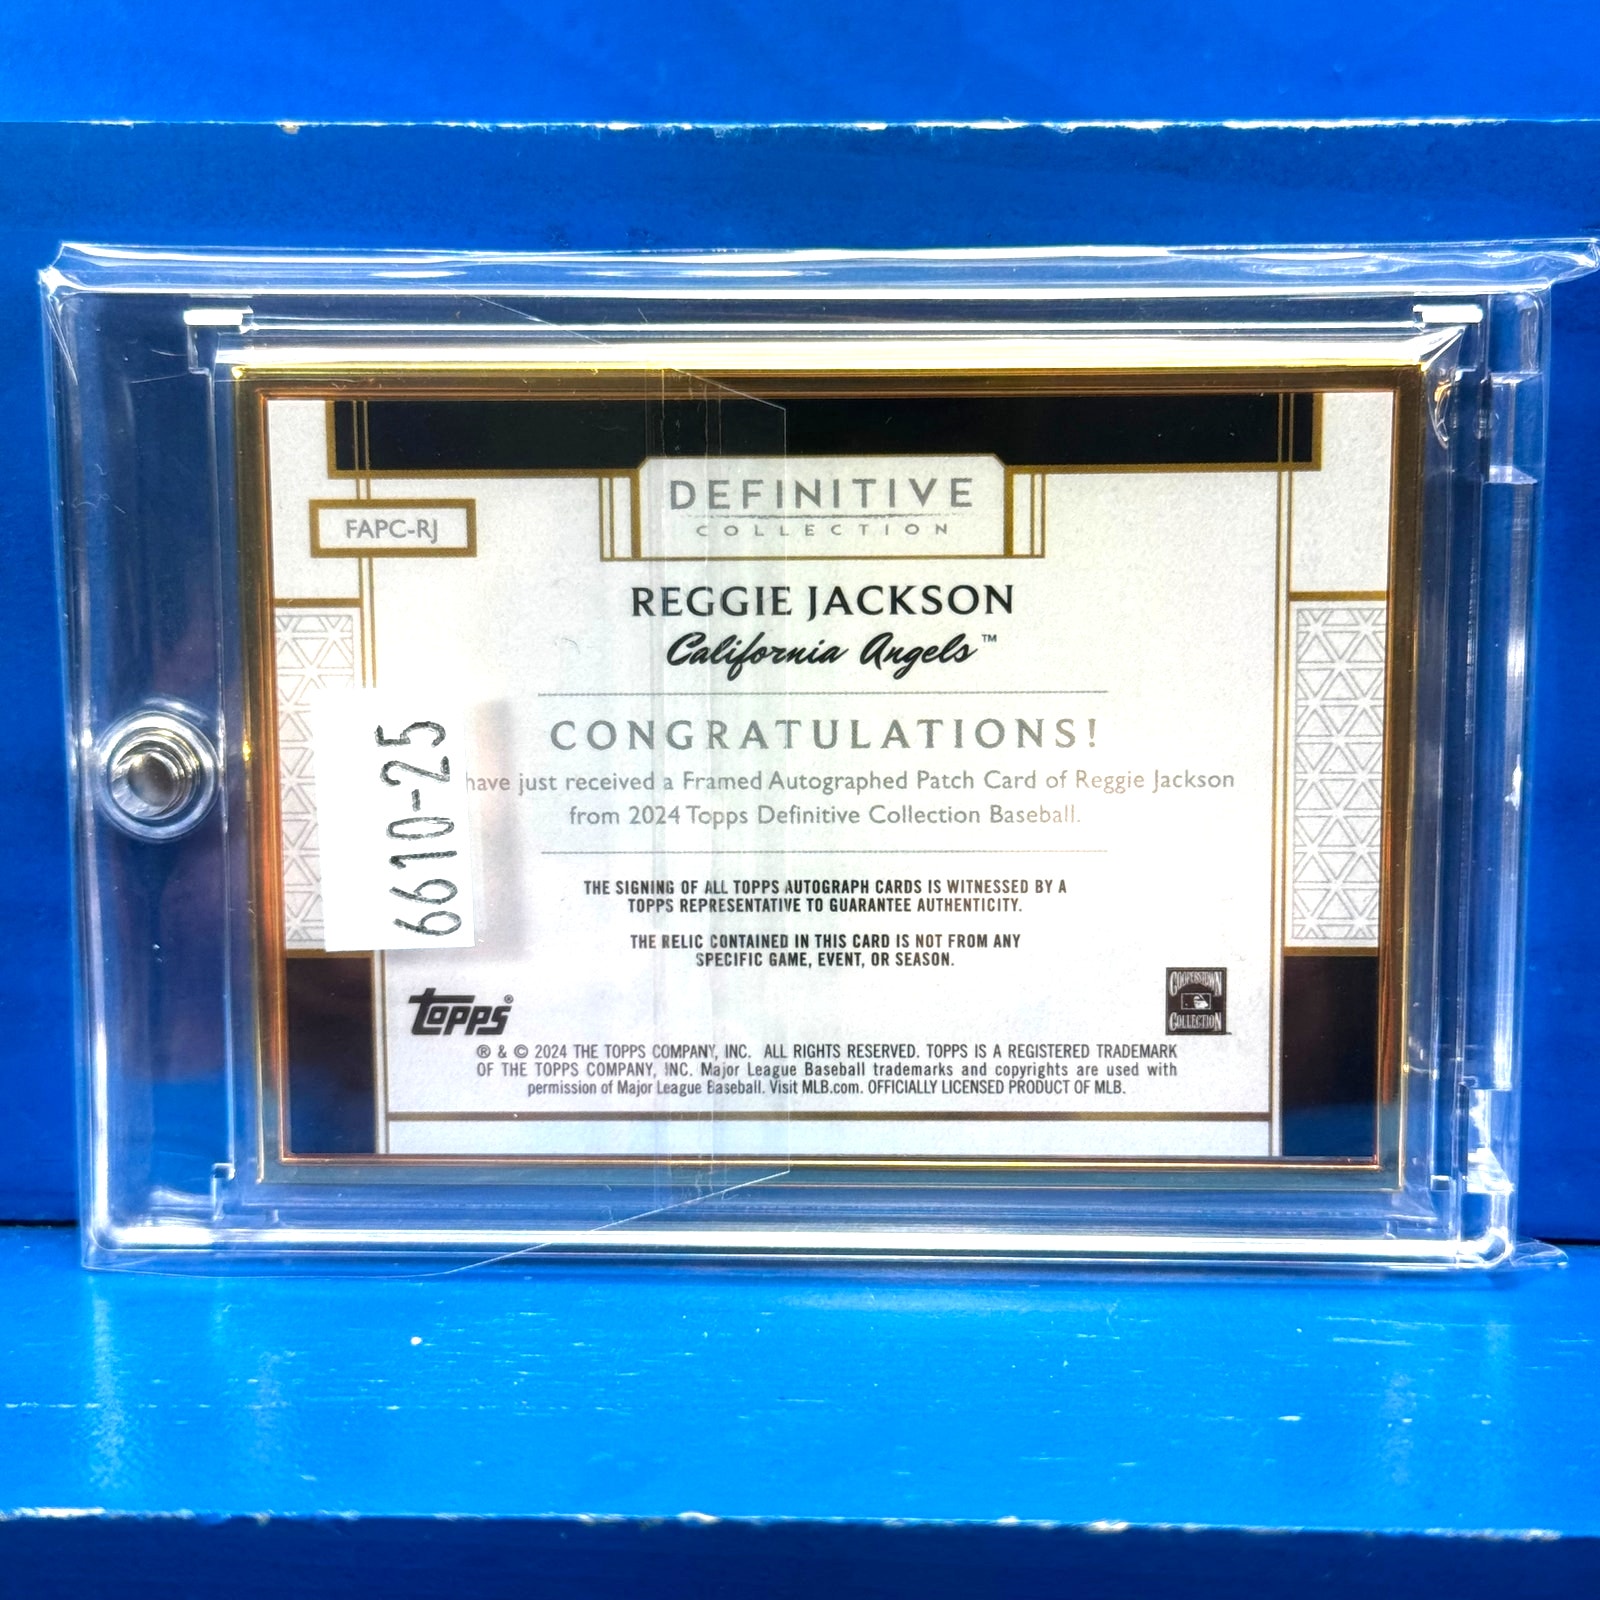 DEFINITIVE
COLLECTION
FAPC-RJ
REGGIE JACKSON
California Angels™
CONGRATULATIONS!
have just received a Framed Autographed Patch Card of Reggie Jackson
from 2024 Topps Definitive Collection Baseball.
6610-25
THE SIGNING OF ALL TOPPS AUTOGRAPH CARDS IS WITNESSED BY A
TOPPS REPRESENTATIVE TO GUARANTEE AUTHENTICITY.
THE RELIC CONTAINED IN THIS CARD IS NOT FROM ANY
SPECIFIC GAME, EVENT, OR SEASON.
topps®
COOPERSTOWN
COLLECTION
® & © 2024 THE TOPPS COMPANY, INC. ALL RIGHTS RESERVED. TOPPS IS A REGISTERED TRADEMARK
OF THE TOPPS COMPANY, INC. Major League Baseball trademarks and copyrights are used with
permission of Major League Baseball. Visit MLB.com. OFFICIALLY LICENSED PRODUCT OF MLB.